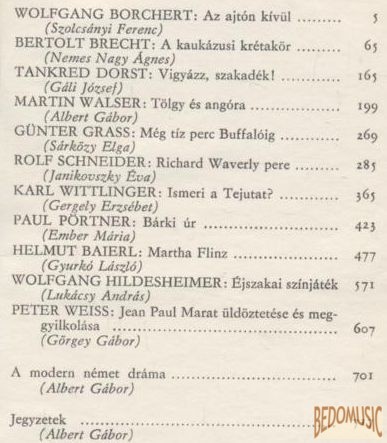 WOLFGANG BORCHERT: Az ajtón kívül ........ 5
(Szolcsányi Ferenc)
BERTOLT BRECHT: A kaukázusi krétakör ... 65
(Nemes Nagy Ágnes)
TANKRED DORST: Vigyázz, szakadék! .......... 165
(Gáli József)
MARTIN WALSER: Tölgy és angóra ............ 199
(Albert Gábor)
GÜNTER GRASS: Még tíz perc Buffalóig ...... 269
(Sárközy Elga)
ROLF SCHNEIDER: Richard Waverly pere ...... 285
(Janikovszky Éva)
KARL WITTLINGER: Ismeri a Tejutat? .......... 365
(Gergely Erzsébet)
PAUL PÖRTNER: Bárki úr ........................ 423
(Ember Mária)
HELMUT BAIERL: Martha Flinz .................. 477
(Gyurkó László)
WOLFGANG HILDESHEIMER: Éjszakai színjáték 571
(Lukácsy András)
PETER WEISS: Jean Paul Marat üldöztetése és meg-
gyilkolása ........................................ 607
(Görgey Gábor)
A modern német dráma ........................... 701
(Albert Gábor)
Jegyzetek ........................................
(Albert Gábor)
BEDOMUSIC